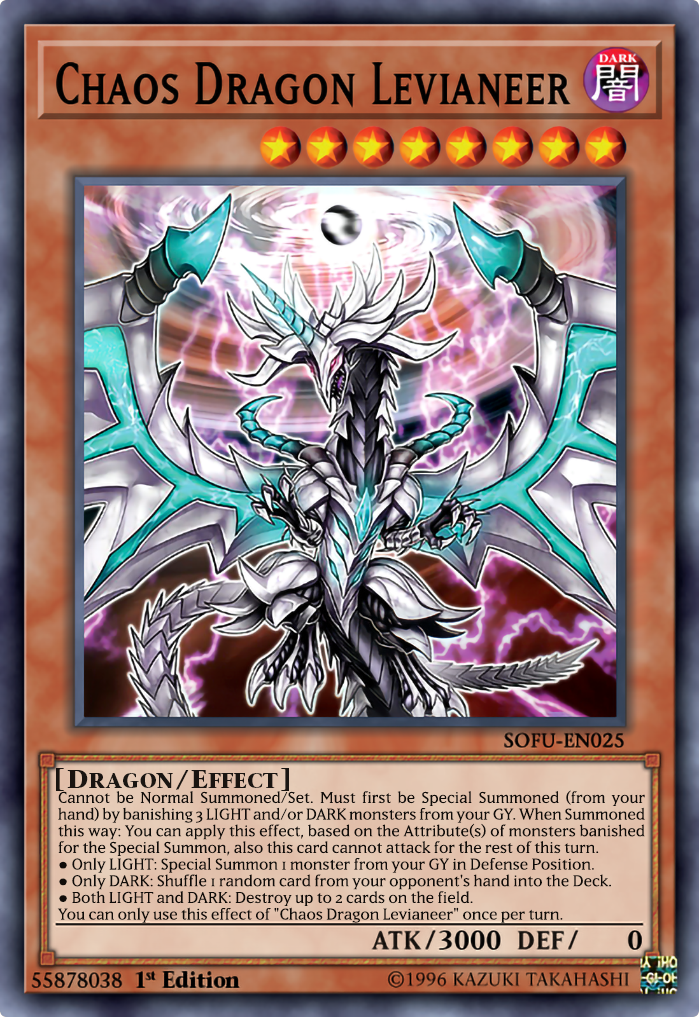 Chaos Dragon Levianeer
DARK
闇
SOFU-EN025
[Dragon/Effect]
Cannot be Normal Summoned/Set. Must first be Special Summoned (from your
hand) by banishing 3 LIGHT and/or DARK monsters from your GY. When Summoned
this way: You can apply this effect, based on the Attribute(s) of monsters banished
for the Special Summon, also this card cannot attack for the rest of this turn.
● Only LIGHT: Special Summon 1 monster from your GY in Defense Position.
● Only DARK: Shuffle 1 random card from your opponent's hand into the Deck.
● Both LIGHT and DARK: Destroy up to 2 cards on the field.
You can only use this effect of "Chaos Dragon Levianeer" once per turn.
ATK/3000 DEF/ 0
55878038 1st Edition ©1996 KAZUKI TAKAHASHI